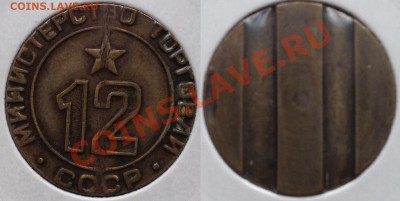 COINS.LAVE.RU
МИНИСТЕРСТВО ТОРГОВЛИ
12
• СССР •
COINSLAVE.RU